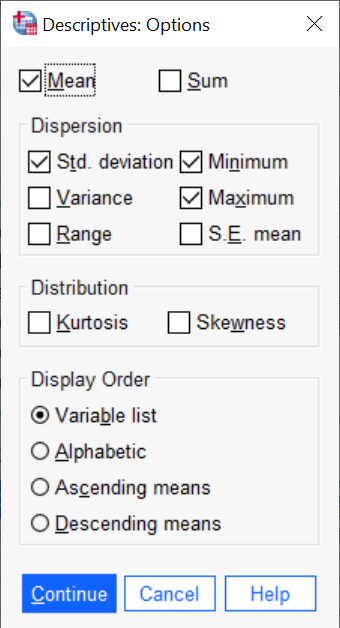 Descriptives: Options
Mean Sum
Dispersion
Std. deviation Minimum
Variance Maximum
Range S.E. mean
Distribution
Kurtosis Skewness
Display Order
Variable list
Alphabetic
Ascending means
Descending means
Continue Cancel Help